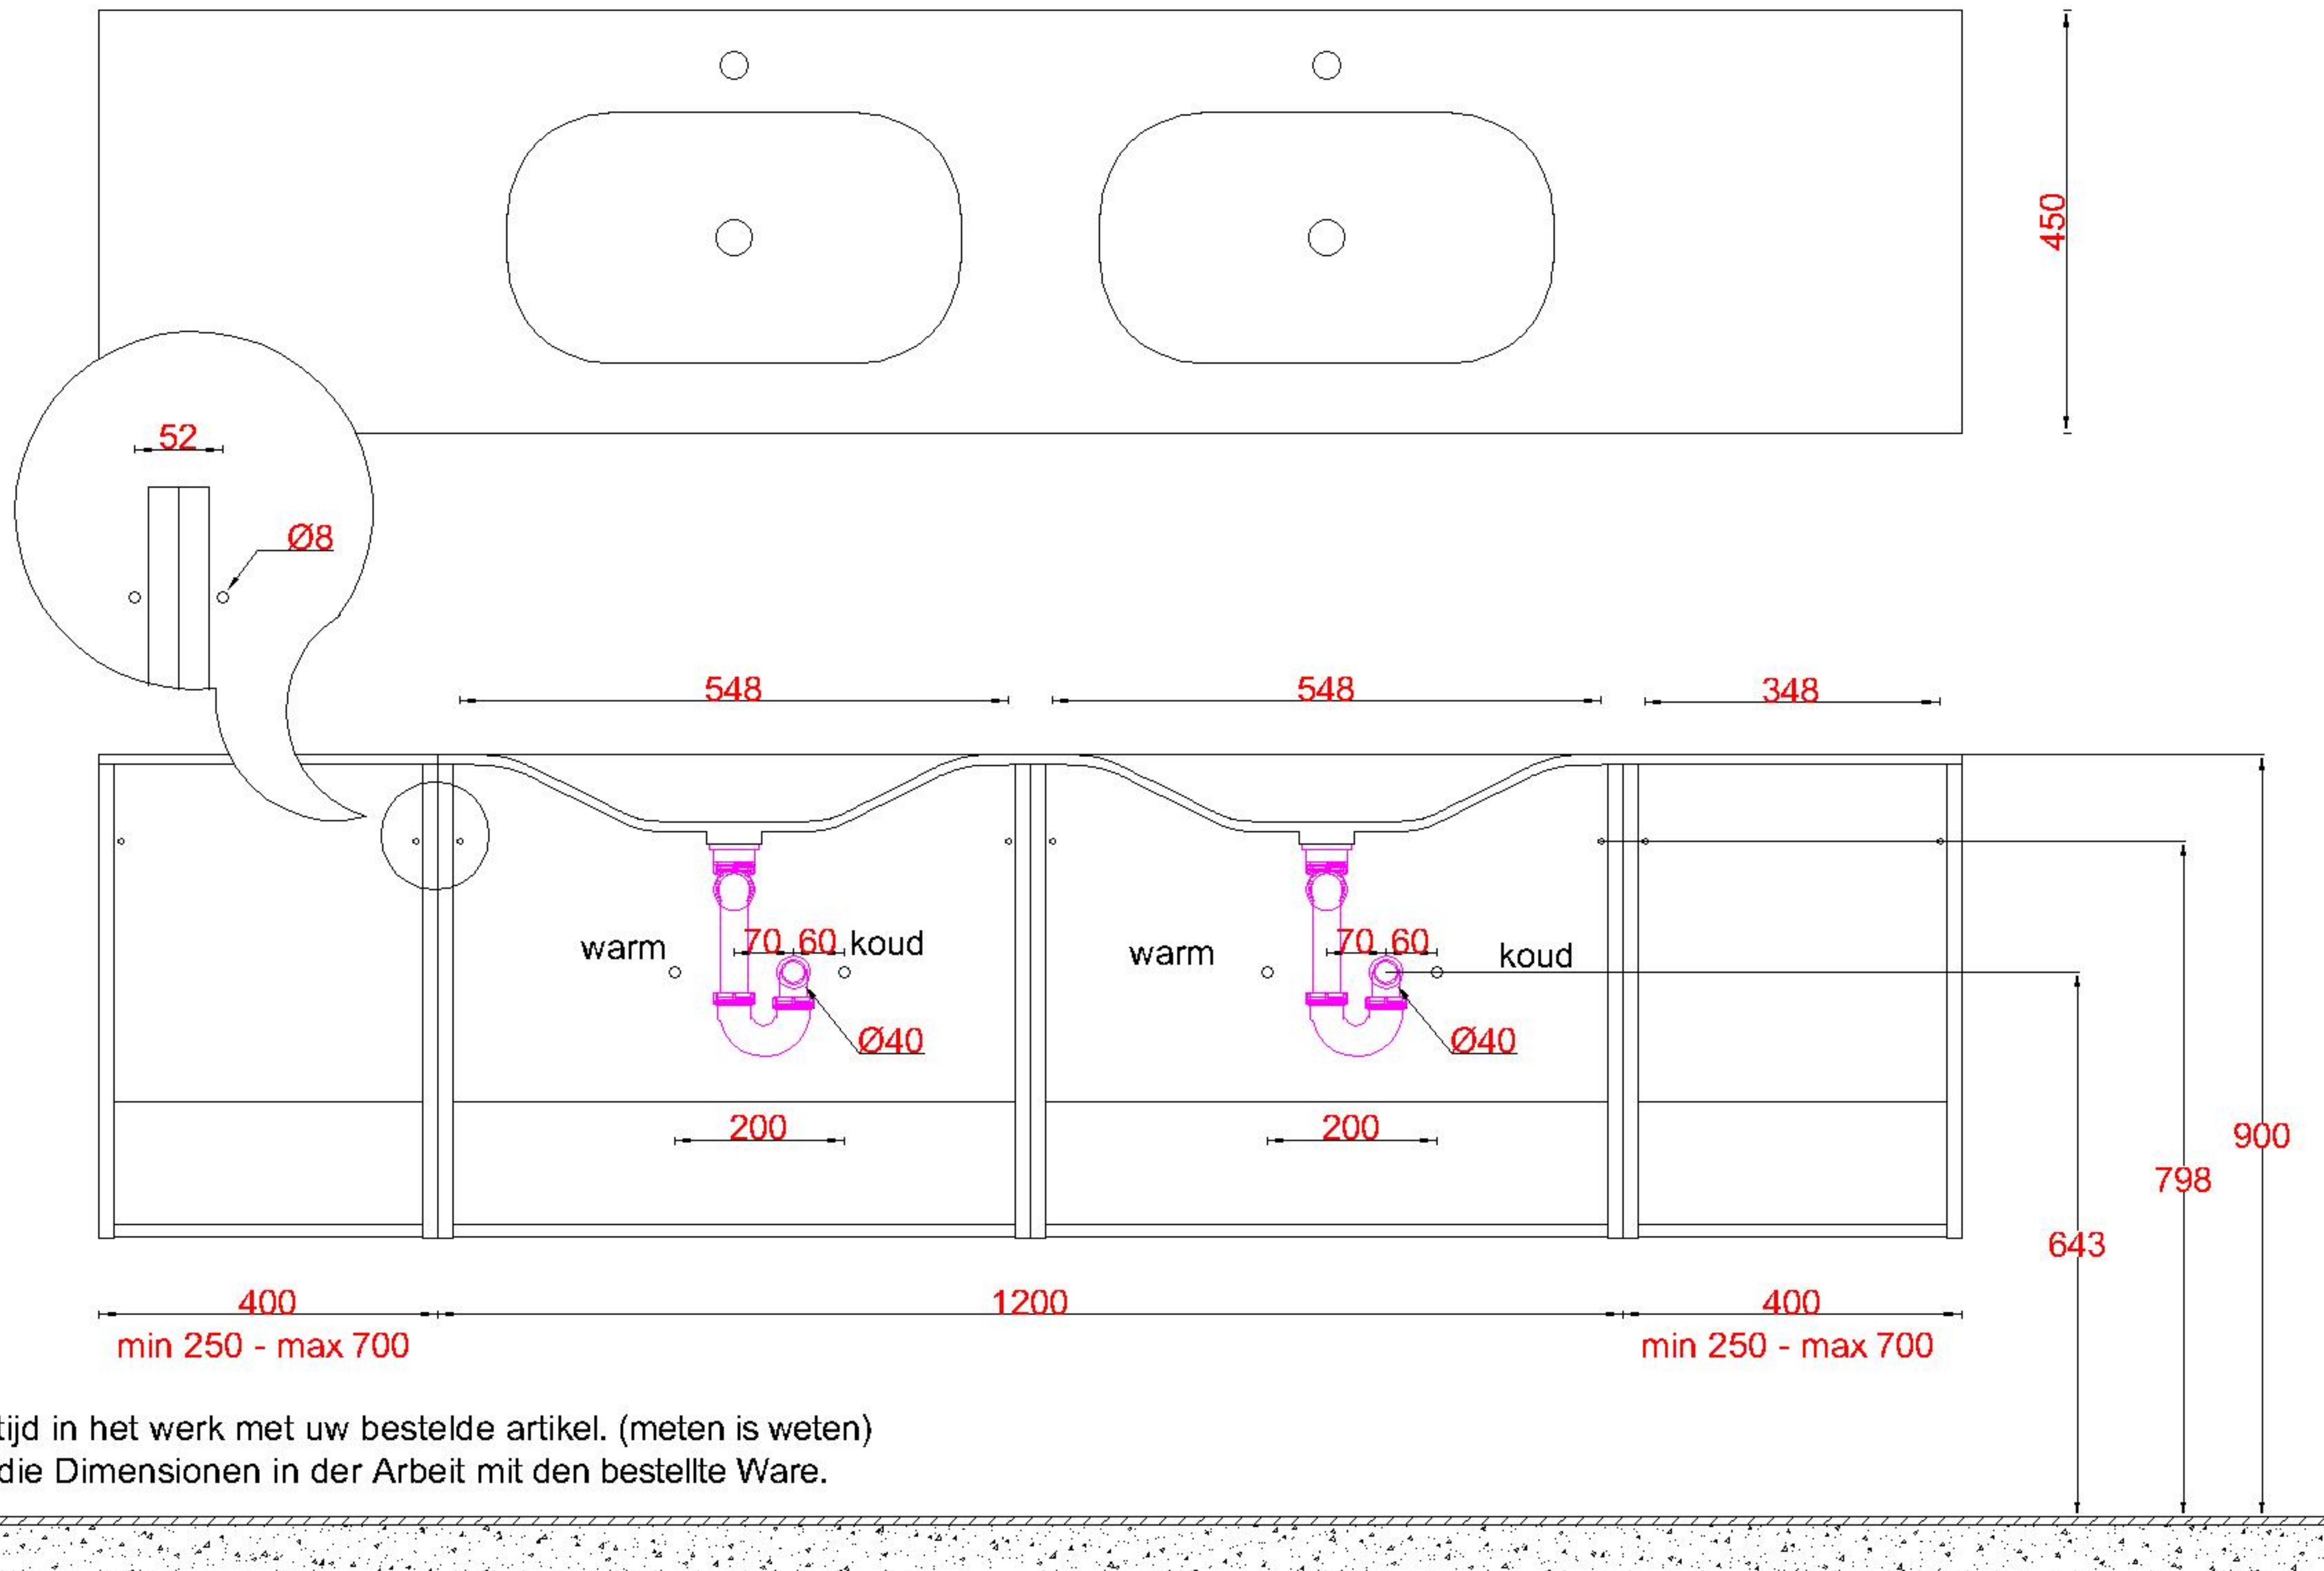 450
52
Ø8
548 548 348
warm 70 60 koud warm 70 60 koud
Ø40 Ø40
200 200
900
798
643
400 1200 400
min 250 - max 700 min 250 - max 700
tijd in het werk met uw bestelde artikel. (meten is weten)
die Dimensionen in der Arbeit mit den bestellte Ware.